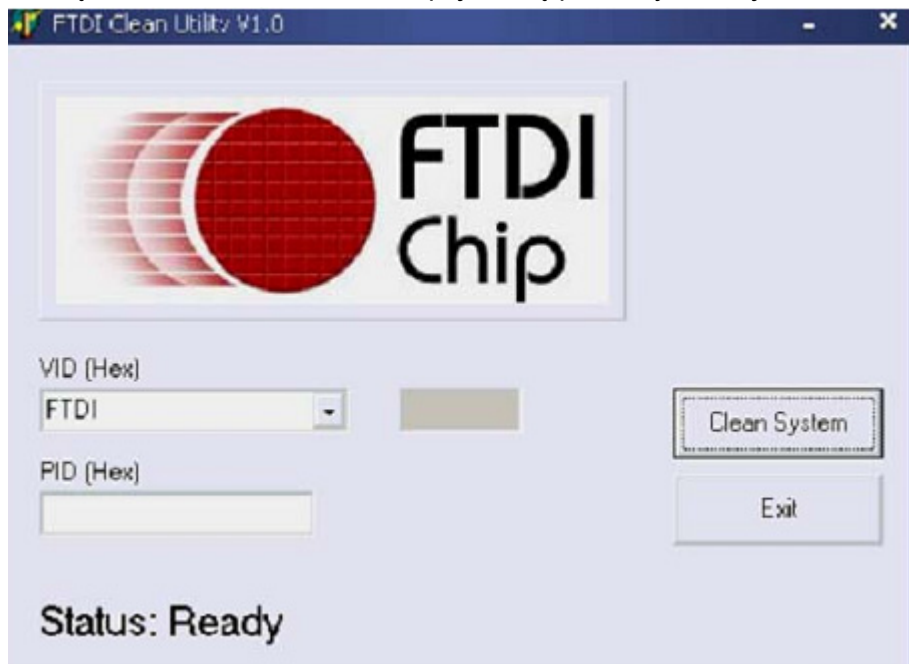 FTDI Clean Utility V1.0
FTDI
Chip
VID (Hex)
FTDI
Clean System
PID (Hex)
Exit
Status: Ready